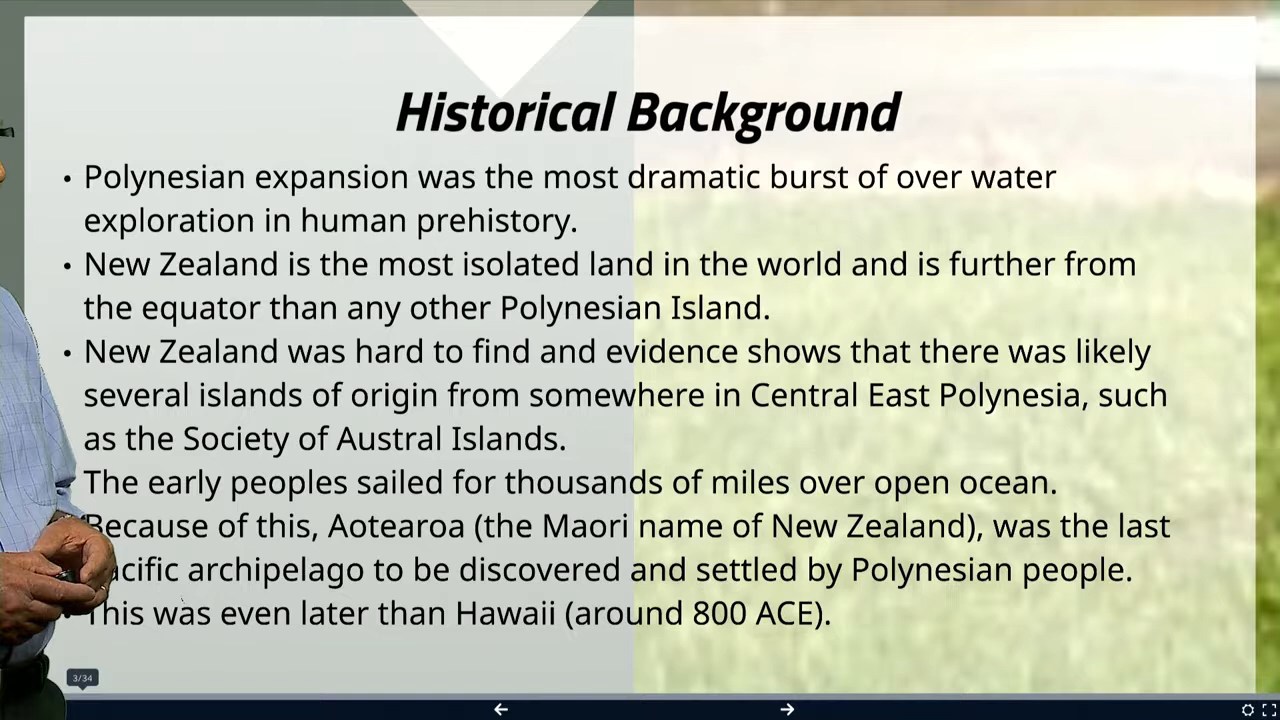 Historical Background
• Polynesian expansion was the most dramatic burst of over water
exploration in human prehistory.
• New Zealand is the most isolated land in the world and is further from
the equator than any other Polynesian Island.
• New Zealand was hard to find and evidence shows that there was likely
several islands of origin from somewhere in Central East Polynesia, such
as the Society of Austral Islands.
The early peoples sailed for thousands of miles over open ocean.
Because of this, Aotearoa (the Maori name of New Zealand), was the last
Pacific archipelago to be discovered and settled by Polynesian people.
• This was even later than Hawaii (around 800 ACE).
3/34